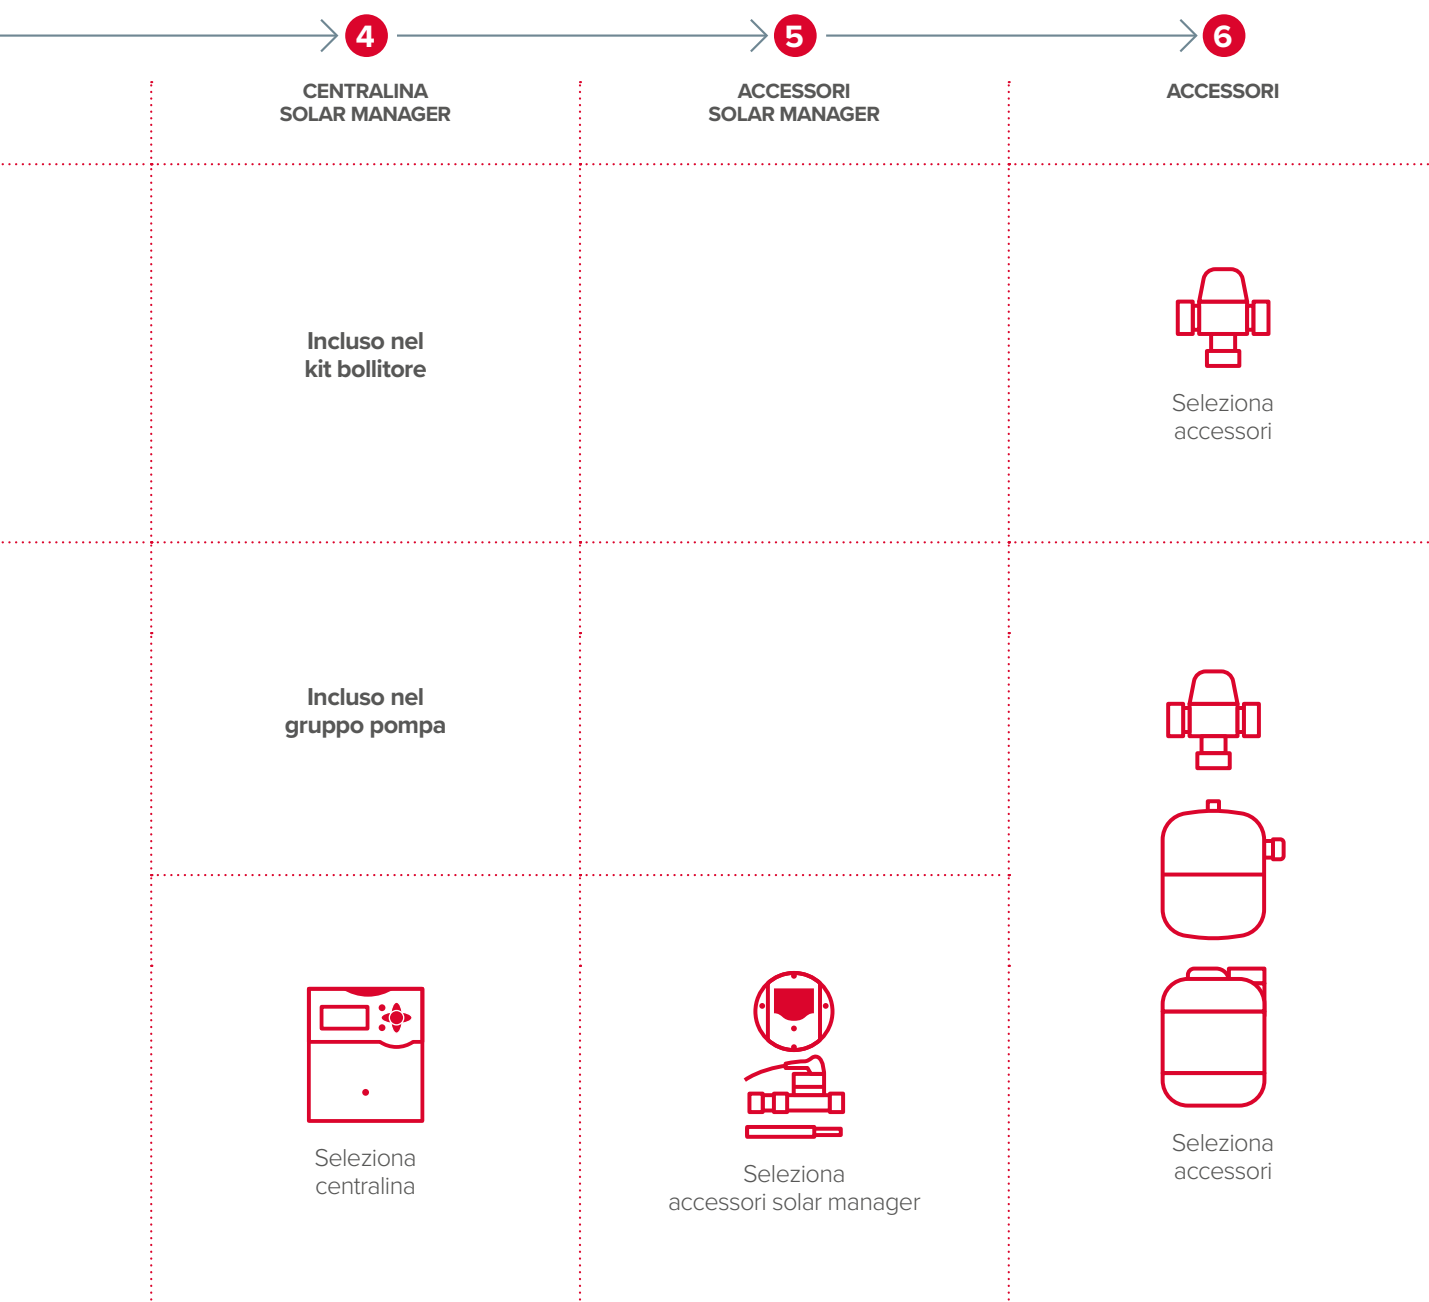 4
5
6
CENTRALINA
SOLAR MANAGER
ACCESSORI
SOLAR MANAGER
ACCESSORI
Incluso nel
kit bollitore
Seleziona
accessori
Incluso nel
gruppo pompa
Seleziona
centralina
Seleziona
accessori solar manager
Seleziona
accessori